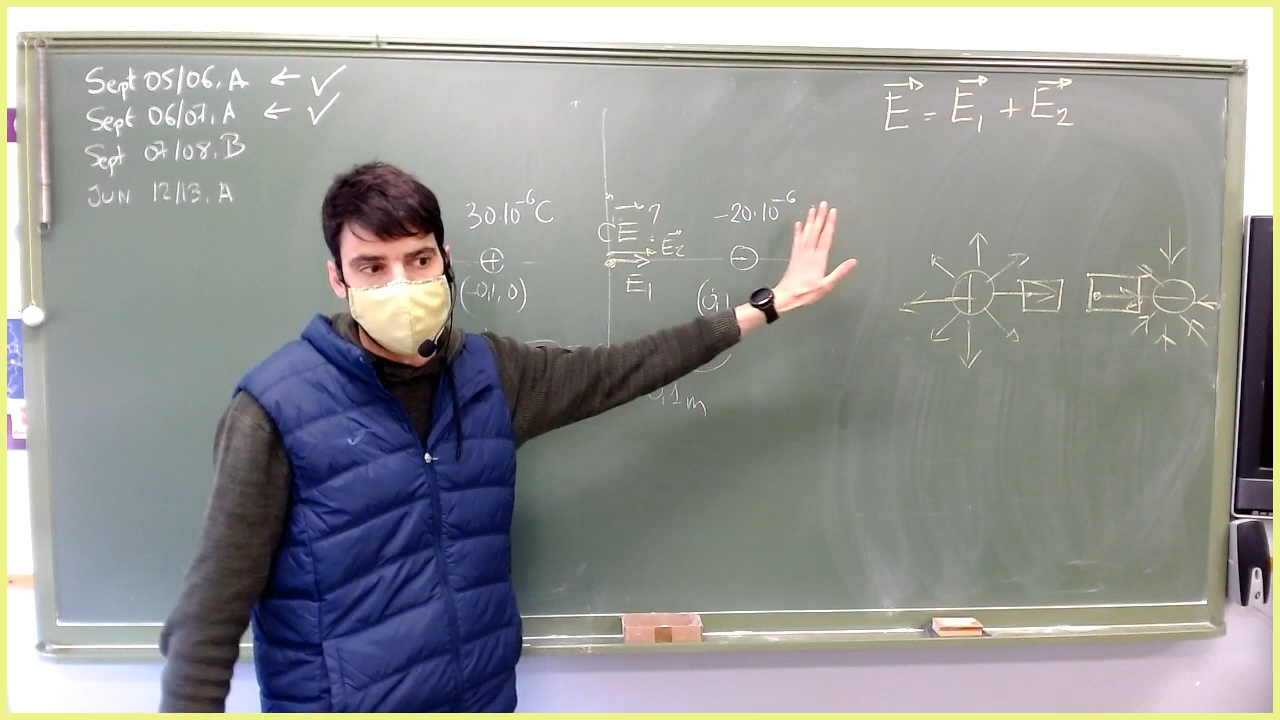 Sept 05/06, A ← ✓
Sept 06/07, A ← ✓
Sept 07/08, B
JUN 12/13, A
E = E₁ + E₂
30·10⁻⁶C
-20·10⁻⁶
E ?
E₂
E₁
+
-
(-0,1, 0)
(0,1
0,1 m
+
-